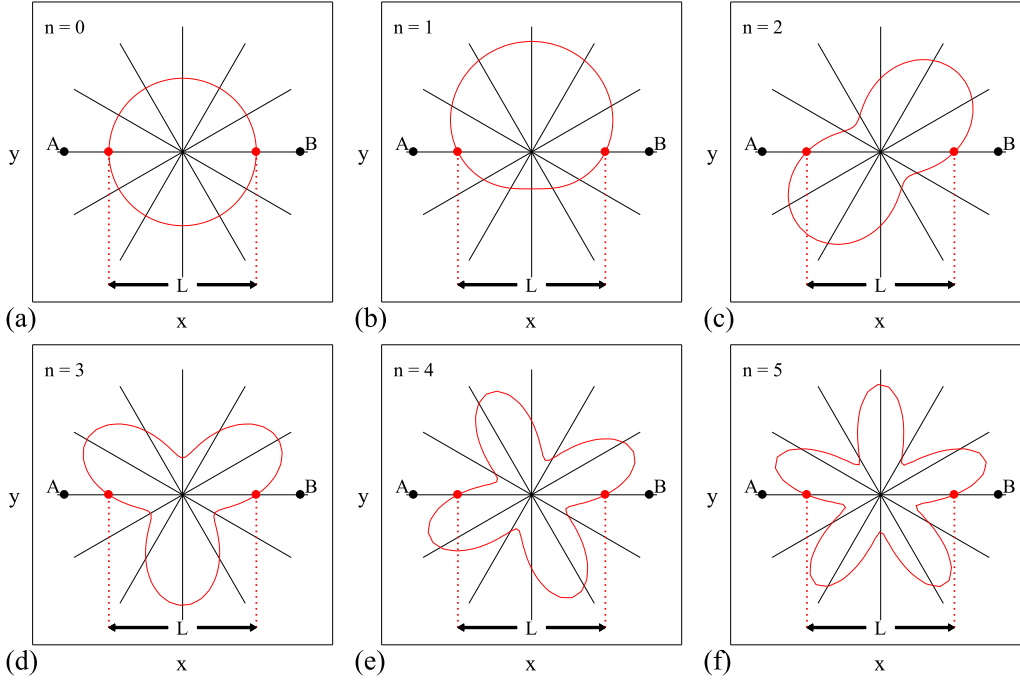 n = 0
A
B
y
L
(a)
x
n = 1
A
B
y
L
(b)
x
n = 2
A
B
y
L
(c)
x
n = 3
A
B
y
L
(d)
x
n = 4
A
B
y
L
(e)
x
n = 5
A
B
y
L
(f)
x